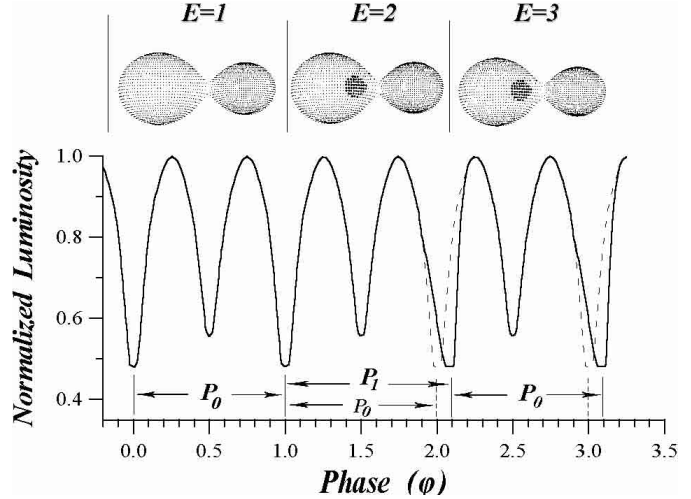 E=1 E=2 E=3
1.0
0.8
0.6
0.4
Normalized Luminosity
P0 P1 P0
P0
0.0 0.5 1.0 1.5 2.0 2.5 3.0 3.5
Phase (φ)